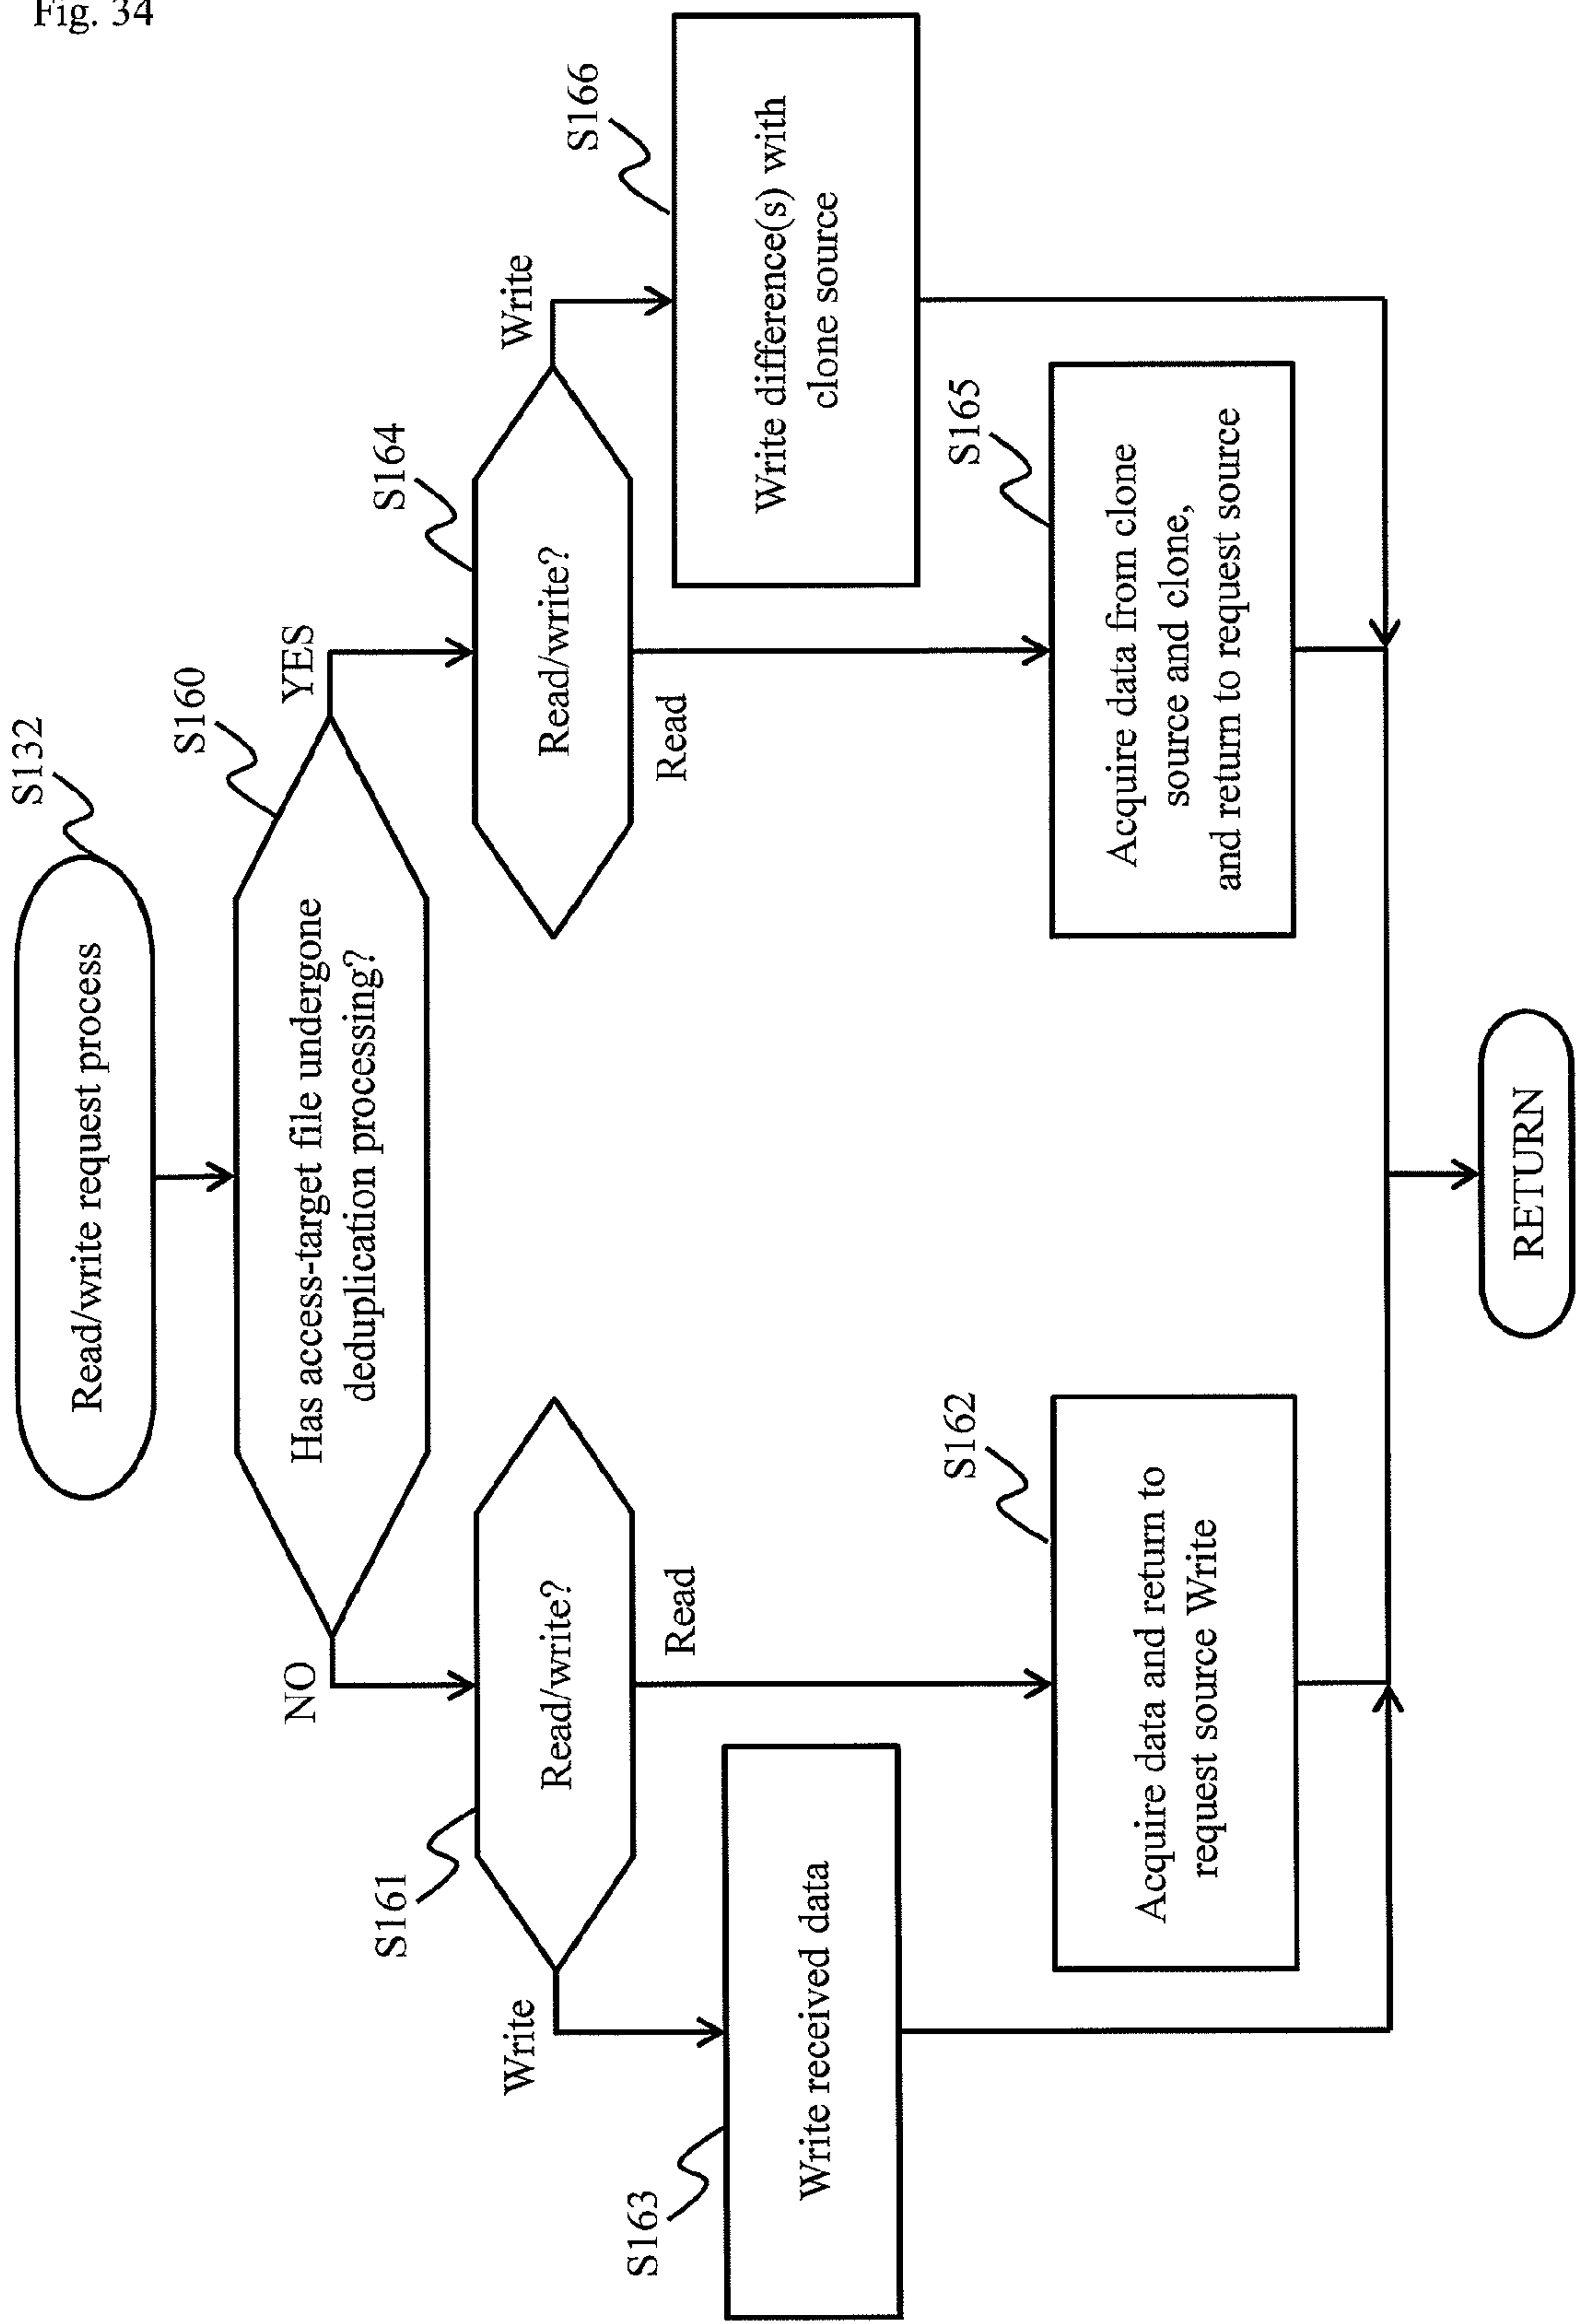 Fig. 34
S132
Read/write request process
S160
Has access-target file undergone
deduplication processing?
NO
YES
S161
Read/write?
S164
Read/write?
Write
Read
Read
Write
S163
Write received data
S166
Write difference(s) with
clone source
S162
Acquire data and return to
request source Write
S165
Acquire data from clone
source and clone,
and return to request source
RETURN